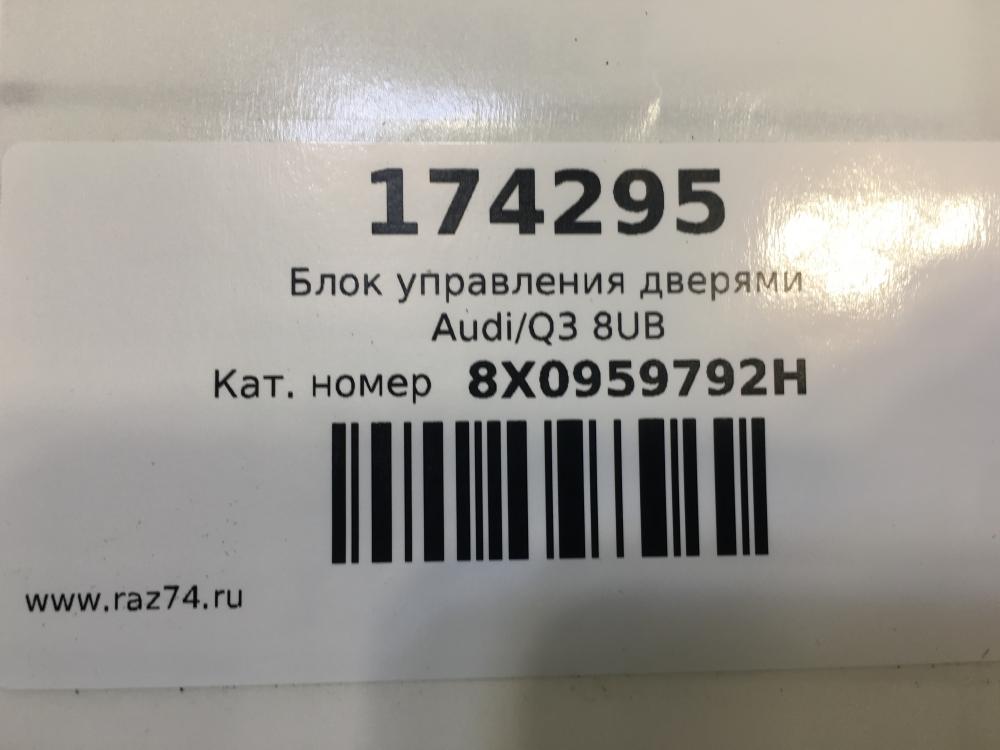 174295
Блок управления дверями
Audi/Q3 8UB
Кат. номер 8X0959792H
www.raz74.ru